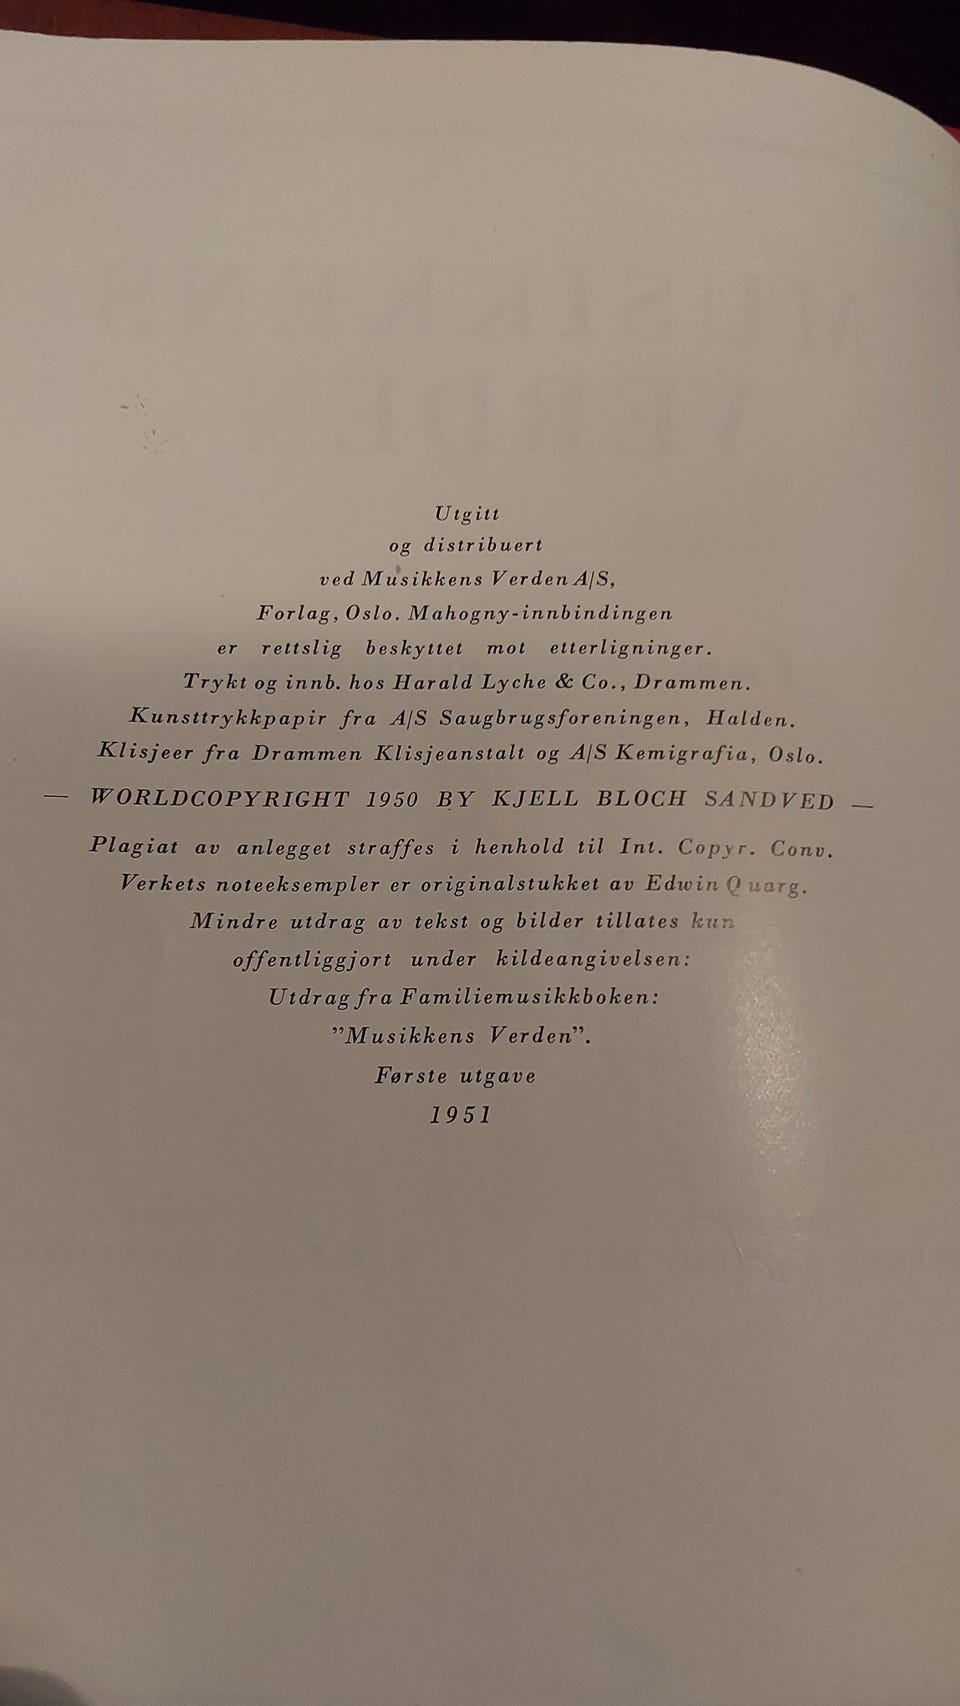 Utgitt
og distribuert
ved Musikkens Verden A/S,
Forlag, Oslo. Mahogny-innbindingen
er rettslig beskyttet mot etterligninger.
Trykt og innb. hos Harald Lyche & Co., Drammen.
Kunsttrykkpapir fra A/S Saugbrugsforeningen, Halden.
Klisjeer fra Drammen Klisjeanstalt og A/S Kemigrafia, Oslo.
— WORLDCOPYRIGHT 1950 BY KJELL BLOCH SANDVED —
Plagiat av anlegget straffes i henhold til Int. Copyr. Conv.
Verkets noteeksempler er originalstukket av Edwin Quarg.
Mindre utdrag av tekst og bilder tillates kun
offentliggjort under kildeangivelsen:
Utdrag fra Familiemusikkboken:
”Musikkens Verden”.
Første utgave
1951